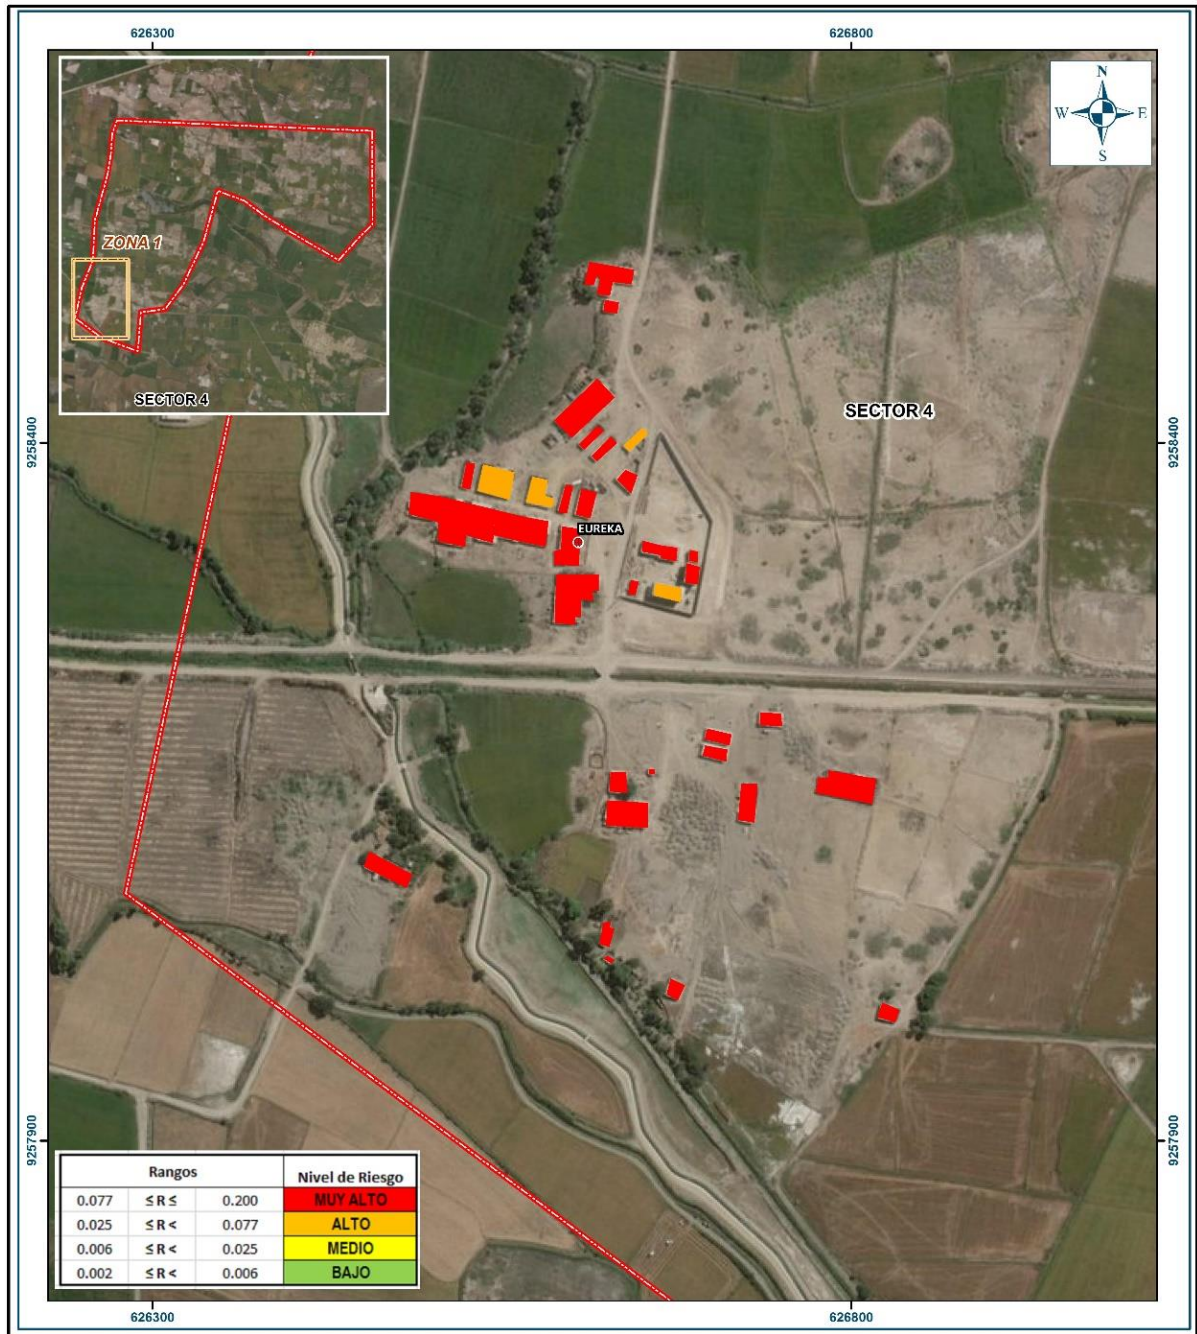 626300
626800
N
W
E
S
ZONA 1
SECTOR 4
SECTOR 4
9258400
9258400
EUREKA
9257900
9257900
Rangos Nivel de Riesgo
0.077 ≤ R ≤ 0.200 MUY ALTO
0.025 ≤ R < 0.077 ALTO
0.006 ≤ R < 0.025 MEDIO
0.002 ≤ R < 0.006 BAJO
626300
626800